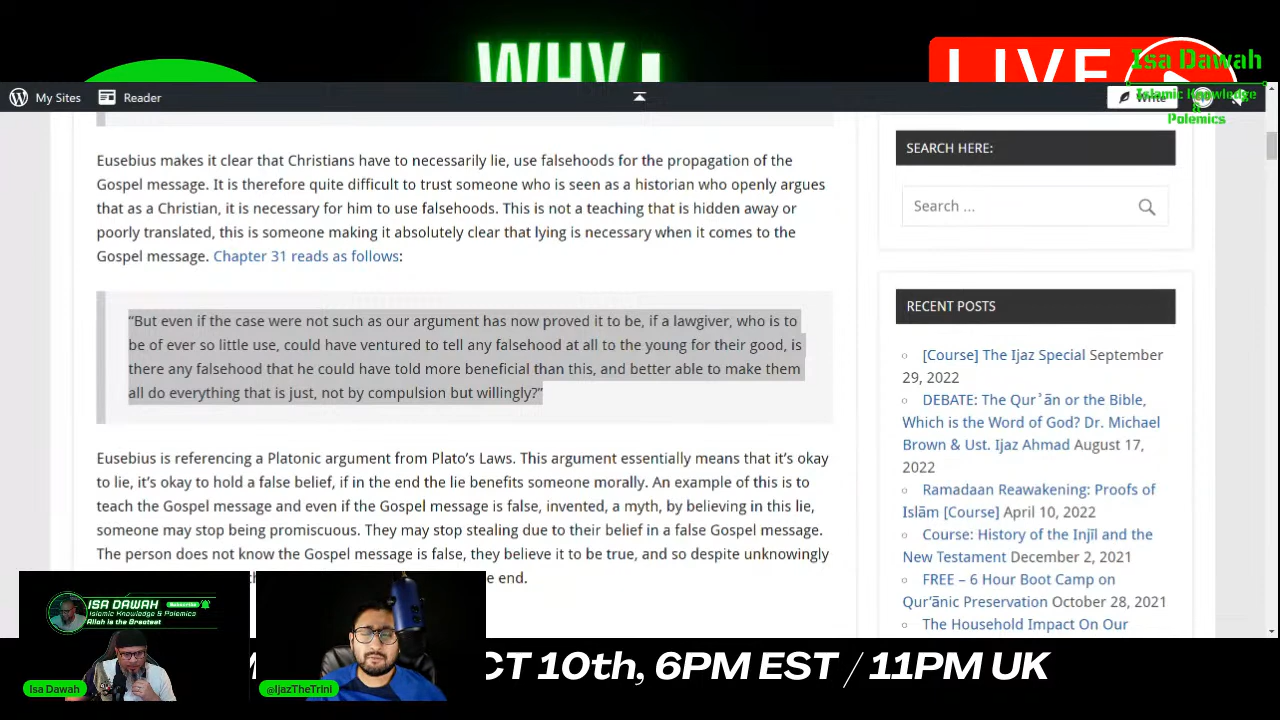 WHY
LIVE
Isa Dawah
Islamic Knowledge
&
Polemics
My Sites
Reader
Write
Eusebius makes it clear that Christians have to necessarily lie, use falsehoods for the propagation of the
Gospel message. It is therefore quite difficult to trust someone who is seen as a historian who openly argues
that as a Christian, it is necessary for him to use falsehoods. This is not a teaching that is hidden away or
poorly translated, this is someone making it absolutely clear that lying is necessary when it comes to the
Gospel message. Chapter 31 reads as follows:
“But even if the case were not such as our argument has now proved it to be, if a lawgiver, who is to
be of ever so little use, could have ventured to tell any falsehood at all to the young for their good, is
there any falsehood that he could have told more beneficial than this, and better able to make them
all do everything that is just, not by compulsion but willingly?”
Eusebius is referencing a Platonic argument from Plato’s Laws. This argument essentially means that it’s okay
to lie, it’s okay to hold a false belief, if in the end the lie benefits someone morally. An example of this is to
teach the Gospel message and even if the Gospel message is false, invented, a myth, by believing in this lie,
someone may stop being promiscuous. They may stop stealing due to their belief in a false Gospel message.
The person does not know the Gospel message is false, they believe it to be true, and so despite unknowingly
end.
SEARCH HERE:
Search …
RECENT POSTS
[Course] The Ijaz Special September
29, 2022
DEBATE: The Qurʾān or the Bible,
Which is the Word of God? Dr. Michael
Brown & Ust. Ijaz Ahmad August 17,
2022
Ramadaan Reawakening: Proofs of
Islām [Course] April 10, 2022
Course: History of the Injīl and the
New Testament December 2, 2021
FREE – 6 Hour Boot Camp on
Qurʾānic Preservation October 28, 2021
The Household Impact On Our
ISA DAWAH
Subscribe
Islamic Knowledge & Polemics
Allah is the Greatest
Isa Dawah
@IjazTheTrini
CT 10th, 6PM EST / 11PM UK